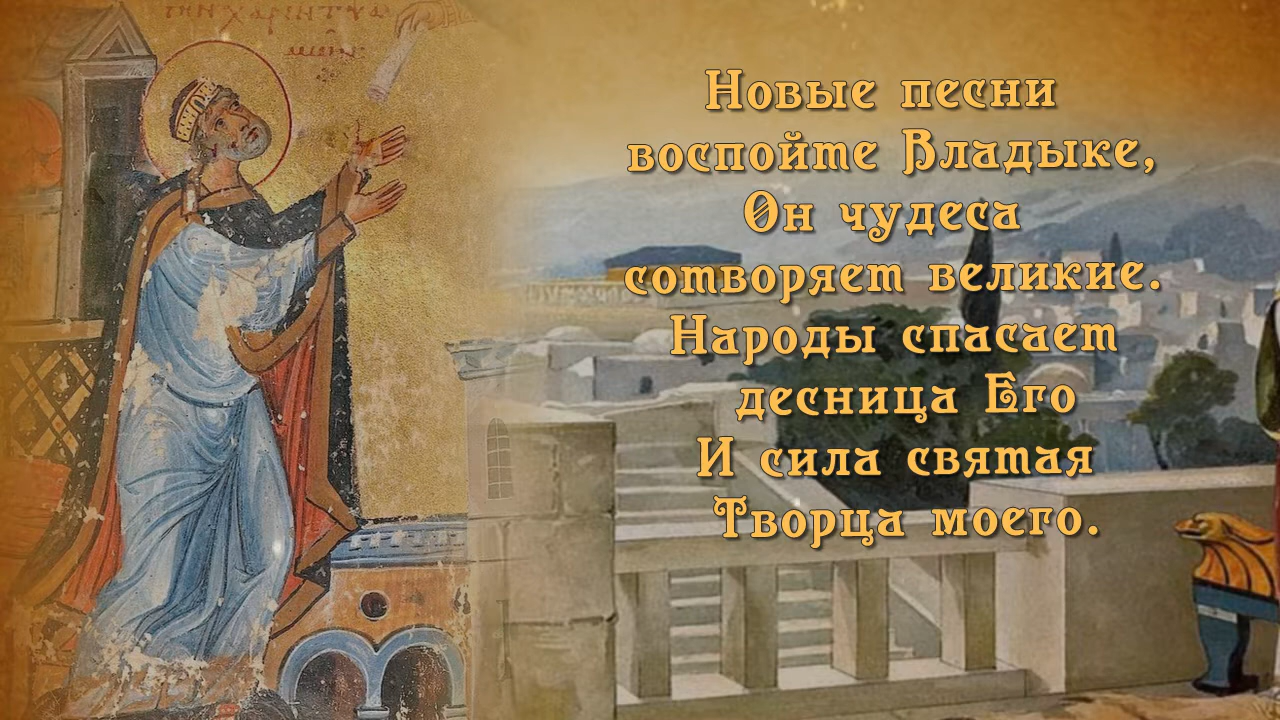 Новые песни
воспойте Владыке,
Он чудеса
сотворяет великие.
Народы спасает
десница Его
И сила святая
Творца моего.